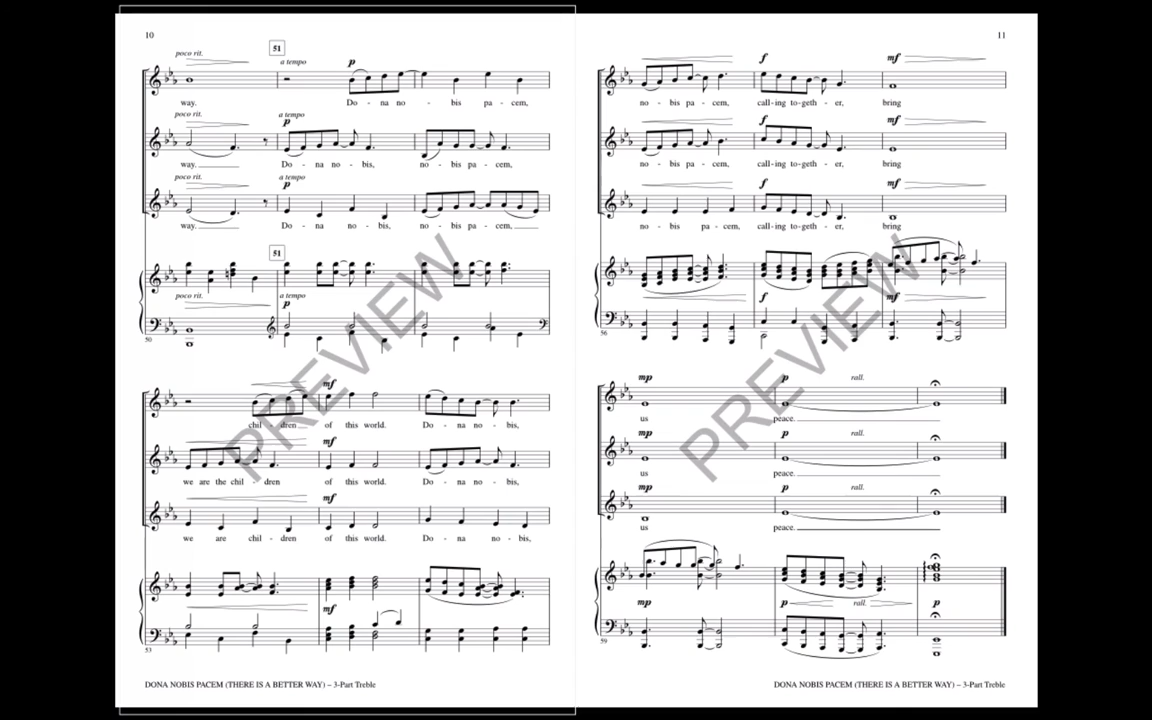 10
poco rit.
51
a tempo
p
way. Do - na no - bis pa - cem,
poco rit.
a tempo
p
way. Do - na no - bis, no - bis pa - cem,
poco rit.
a tempo
p
way. Do - na no - bis, no - bis pa - cem,
51
poco rit.
a tempo
p
50
mf
chil - dren of this world. Do - na no - bis,
mf
we are the chil - dren of this world. Do - na no - bis,
mf
we are chil - dren of this world. Do - na no - bis,
mf
53
PREVIEW
DONA NOBIS PACEM (THERE IS A BETTER WAY) – 3-Part Treble
11
f mf
no - bis pa - cem, call-ing to-geth - er, bring
f mf
no - bis pa - cem, call-ing to-geth - er, bring
f mf
no - bis pa - cem, call-ing to-geth - er, bring
f mf
56
mp p rall.
us peace.
mp p rall.
us peace.
mp p rall.
us peace.
mp p rall. p
59
PREVIEW
DONA NOBIS PACEM (THERE IS A BETTER WAY) – 3-Part Treble